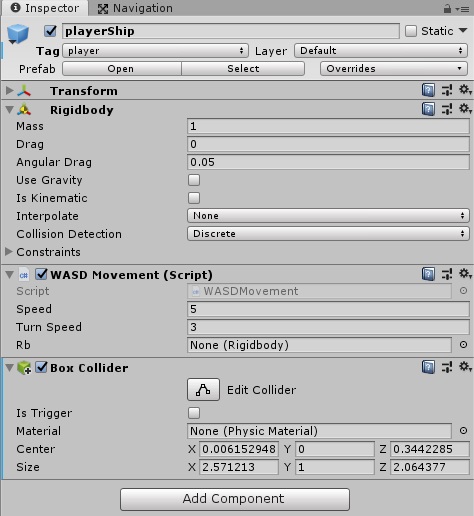 Inspector Navigation
playerShip Static
Tag player Layer Default
Prefab Open Select Overrides
Transform
Rigidbody
Mass 1
Drag 0
Angular Drag 0.05
Use Gravity
Is Kinematic
Interpolate None
Collision Detection Discrete
Constraints
WASD Movement (Script)
Script WASDMovement
Speed 5
Turn Speed 3
Rb None (Rigidbody)
Box Collider
Edit Collider
Is Trigger
Material None (Physic Material)
Center X 0.006152948 Y 0 Z 0.3442285
Size X 2.571213 Y 1 Z 2.064377
Add Component